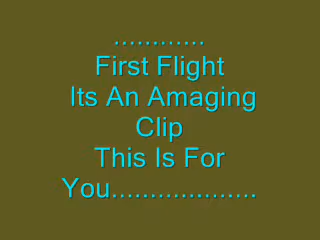 ............
First Flight
Its An Amaging
Clip
This Is For
You...................